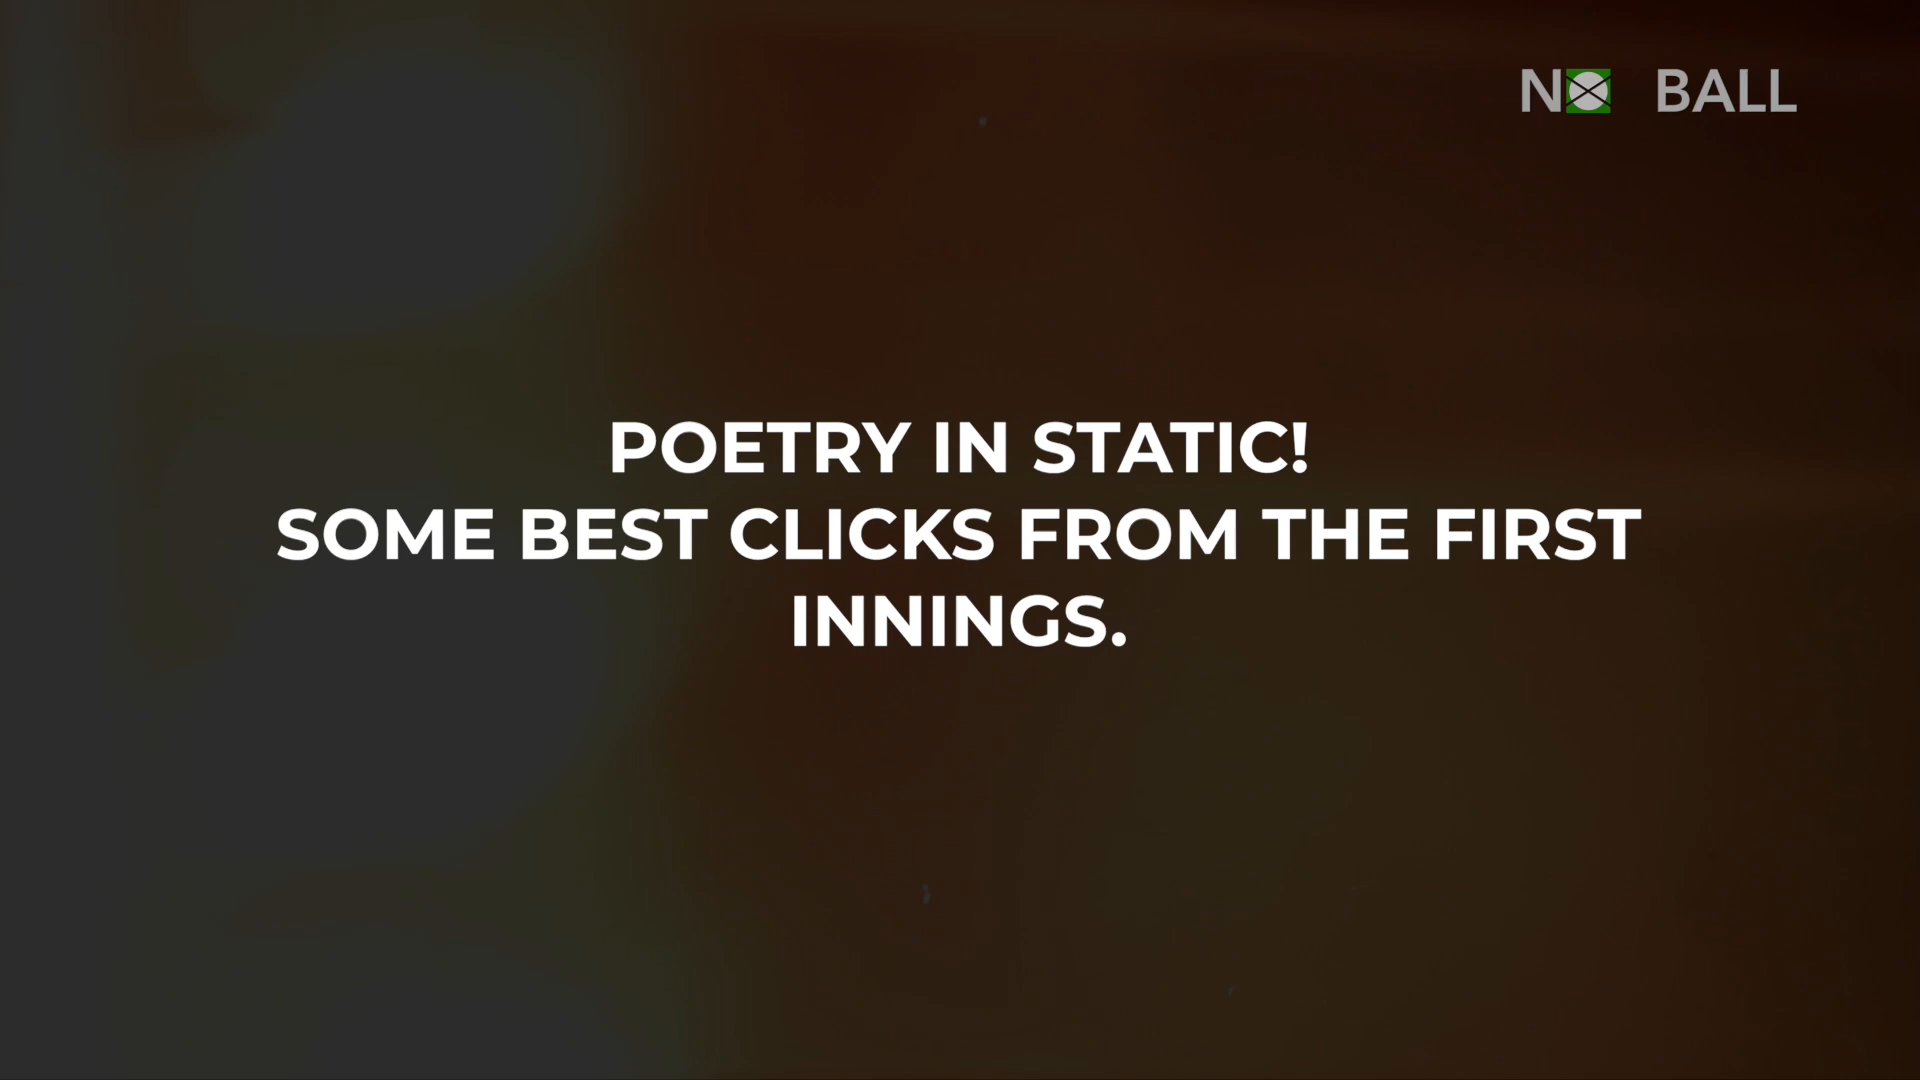 NO BALL
POETRY IN STATIC!
SOME BEST CLICKS FROM THE FIRST
INNINGS.